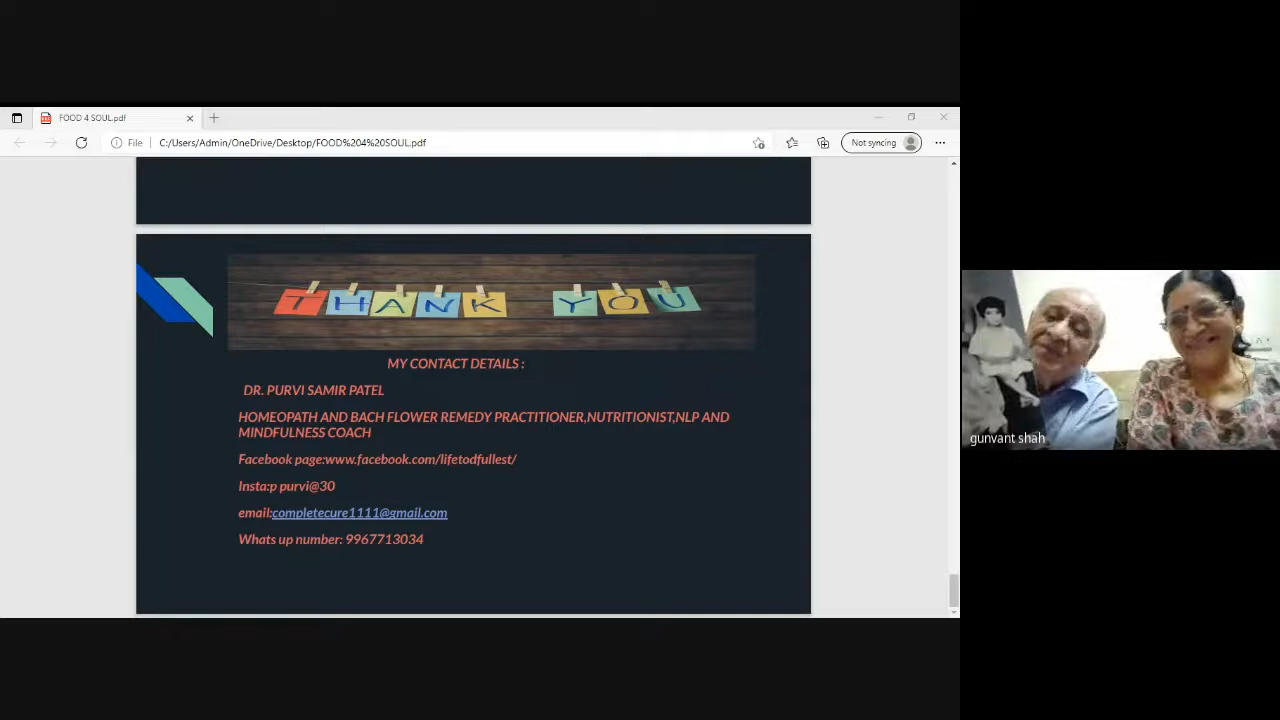 FOOD 4 SOUL.pdf
File
C:/Users/Admin/OneDrive/Desktop/FOOD%204%20SOUL.pdf
Not syncing
THANK YOU
MY CONTACT DETAILS :
DR. PURVI SAMIR PATEL
HOMEOPATH AND BACH FLOWER REMEDY PRACTITIONER,NUTRITIONIST,NLP AND
MINDFULNESS COACH
Facebook page:www.facebook.com/lifetodfullest/
Insta:p purvi@30
email:completecure1111@gmail.com
Whats up number: 9967713034
gunvant shah